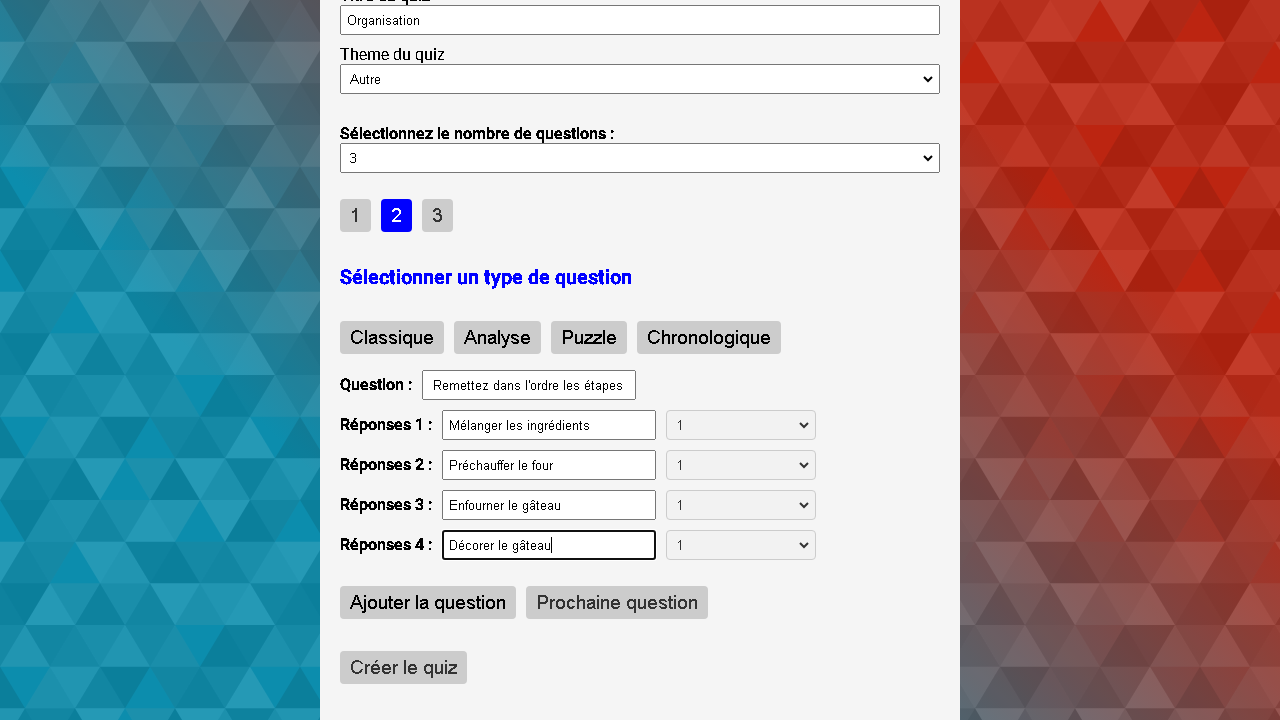 Organisation
Theme du quiz
Autre
Sélectionnez le nombre de questions :
3
1 2 3
Sélectionner un type de question
Classique Analyse Puzzle Chronologique
Question : Remettez dans l'ordre les étapes
Réponses 1 : Mélanger les ingrédients 1
Réponses 2 : Préchauffer le four 1
Réponses 3 : Enfourner le gâteau 1
Réponses 4 : Décorer le gâteau 1
Ajouter la question Prochaine question
Créer le quiz